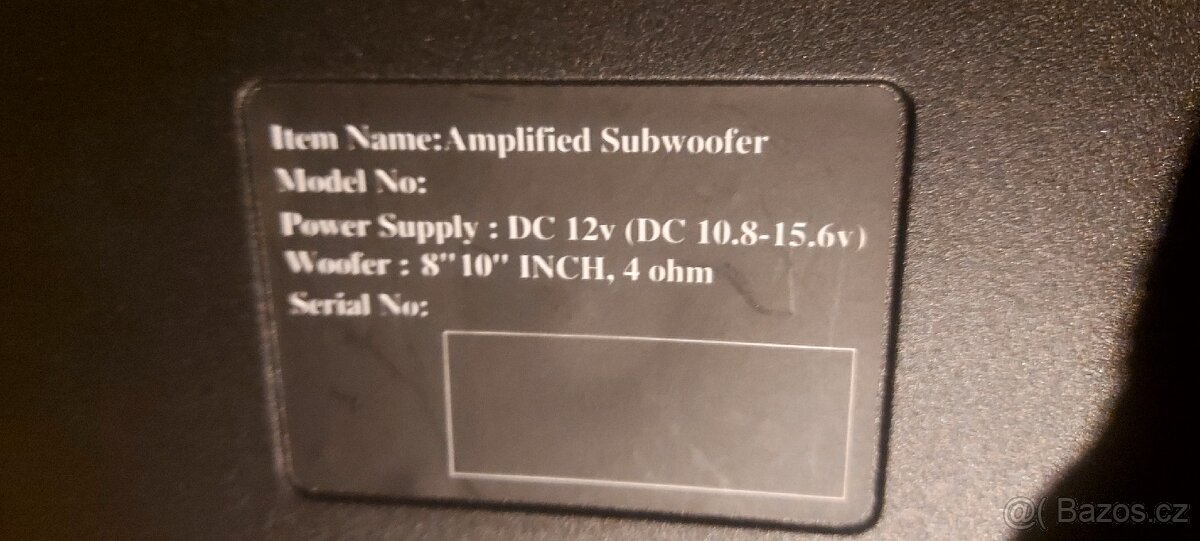 Item Name:Amplified Subwoofer
Model No:
Power Supply : DC 12v (DC 10.8-15.6v)
Woofer : 8"10" INCH, 4 ohm
Serial No:
@( Bazos.cz